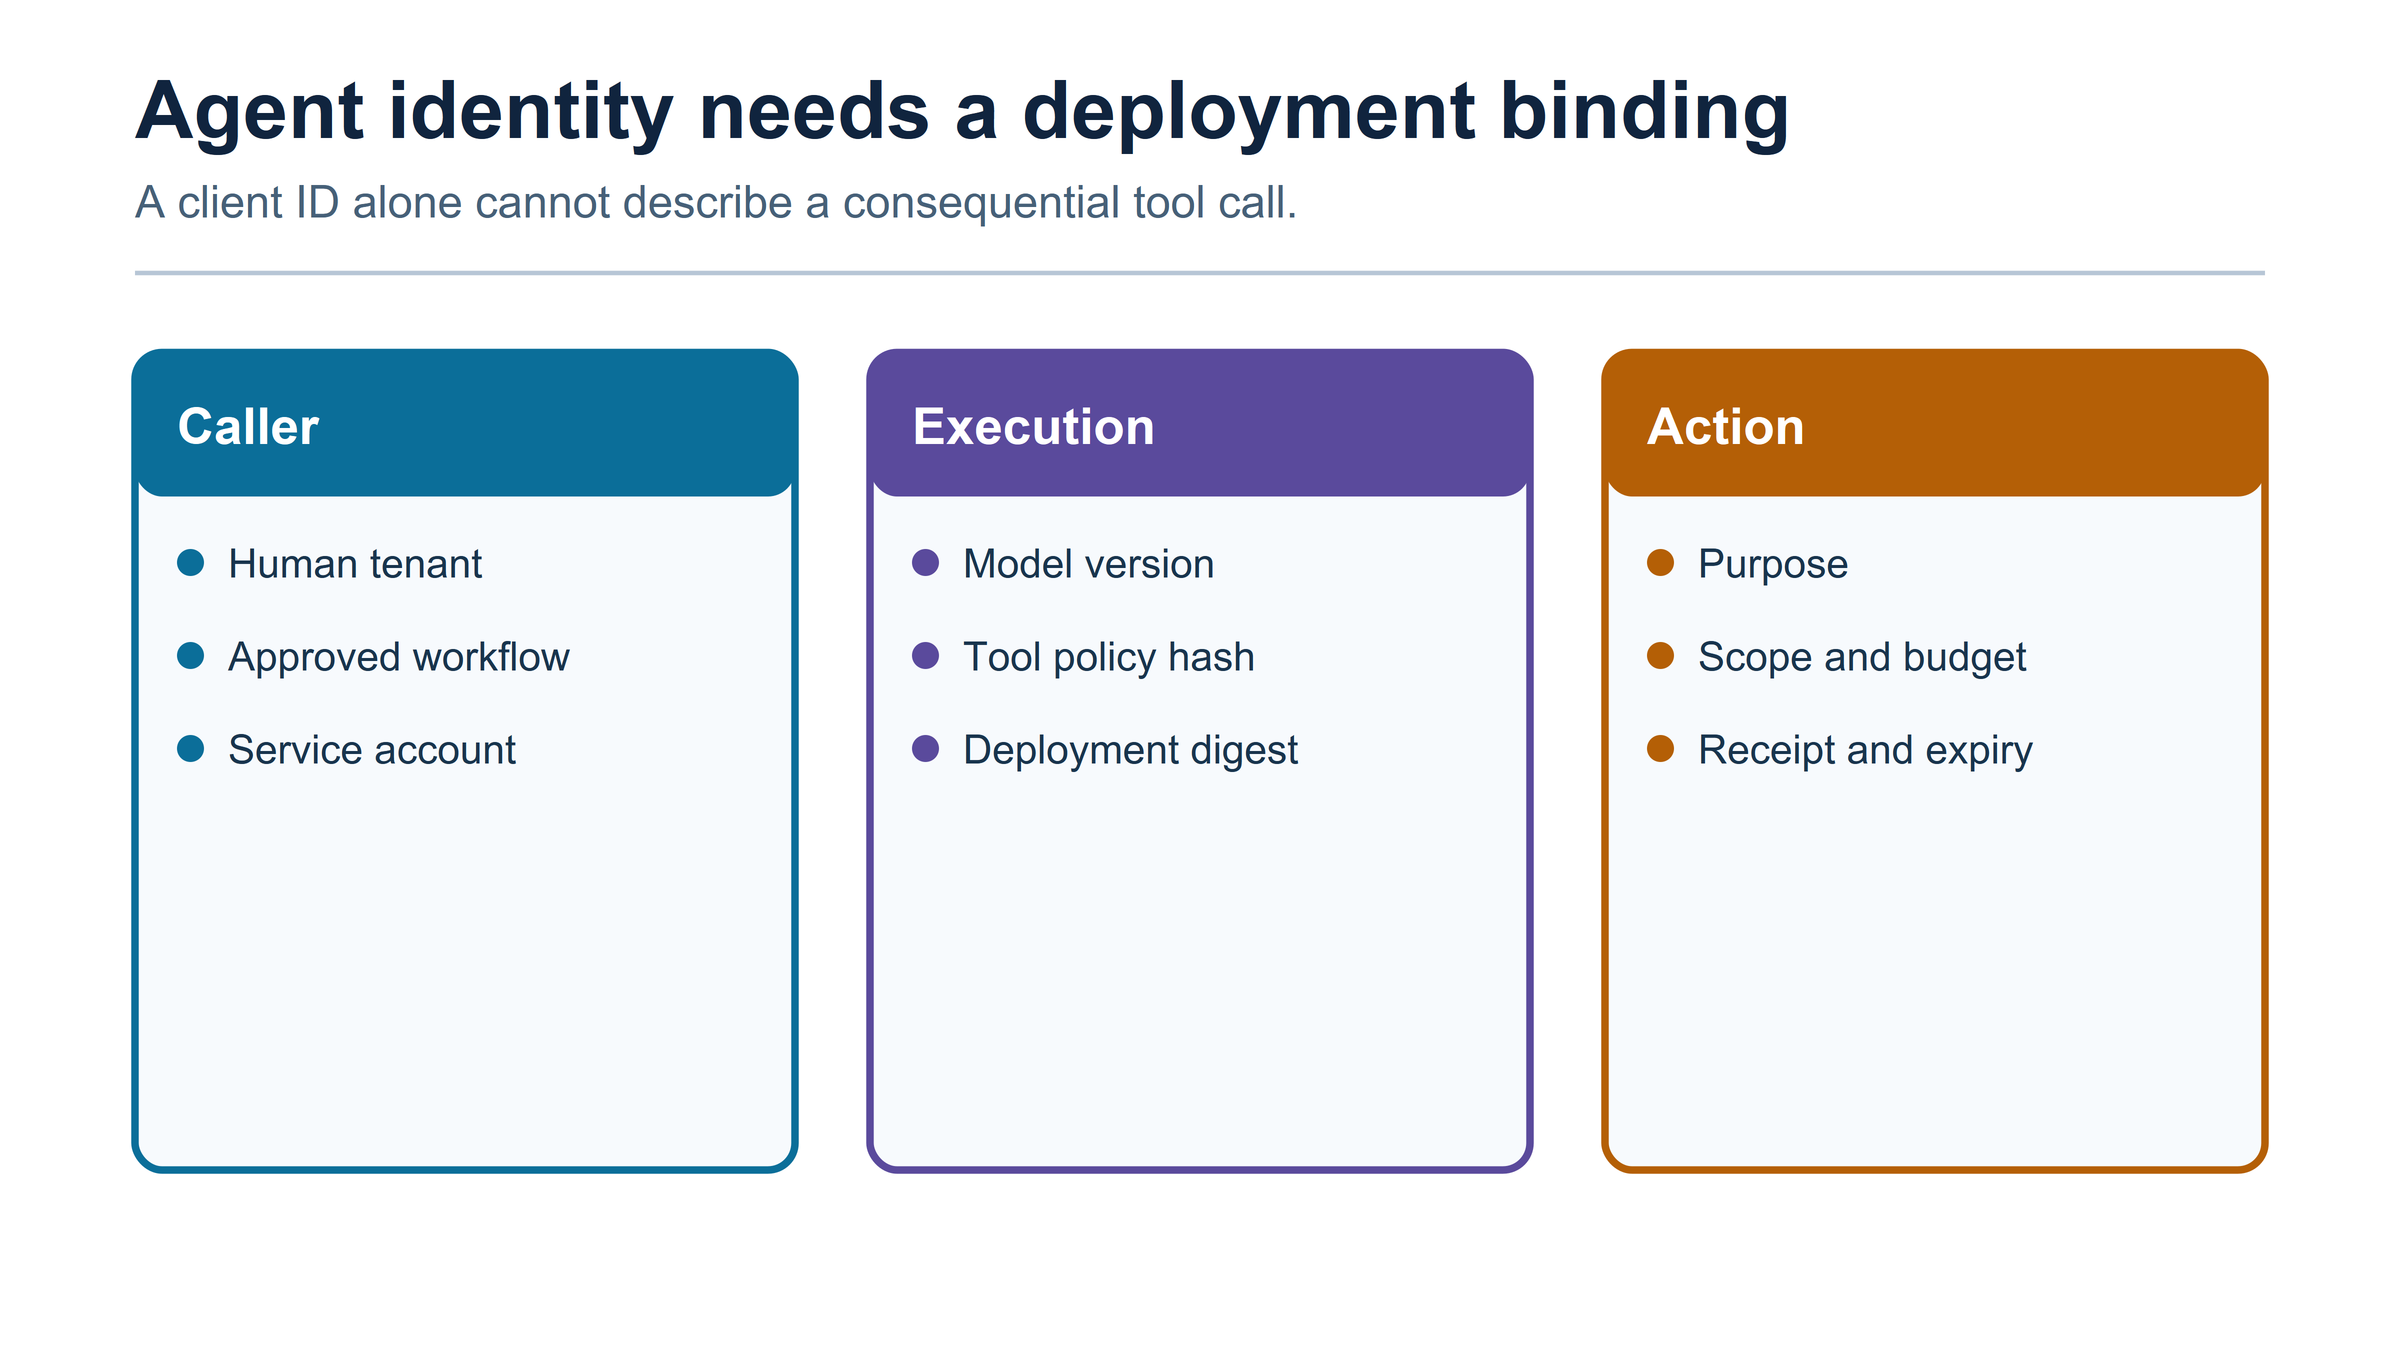 Agent identity needs a deployment binding
A client ID alone cannot describe a consequential tool call.
Caller
Human tenant
Approved workflow
Service account
Execution
Model version
Tool policy hash
Deployment digest
Action
Purpose
Scope and budget
Receipt and expiry